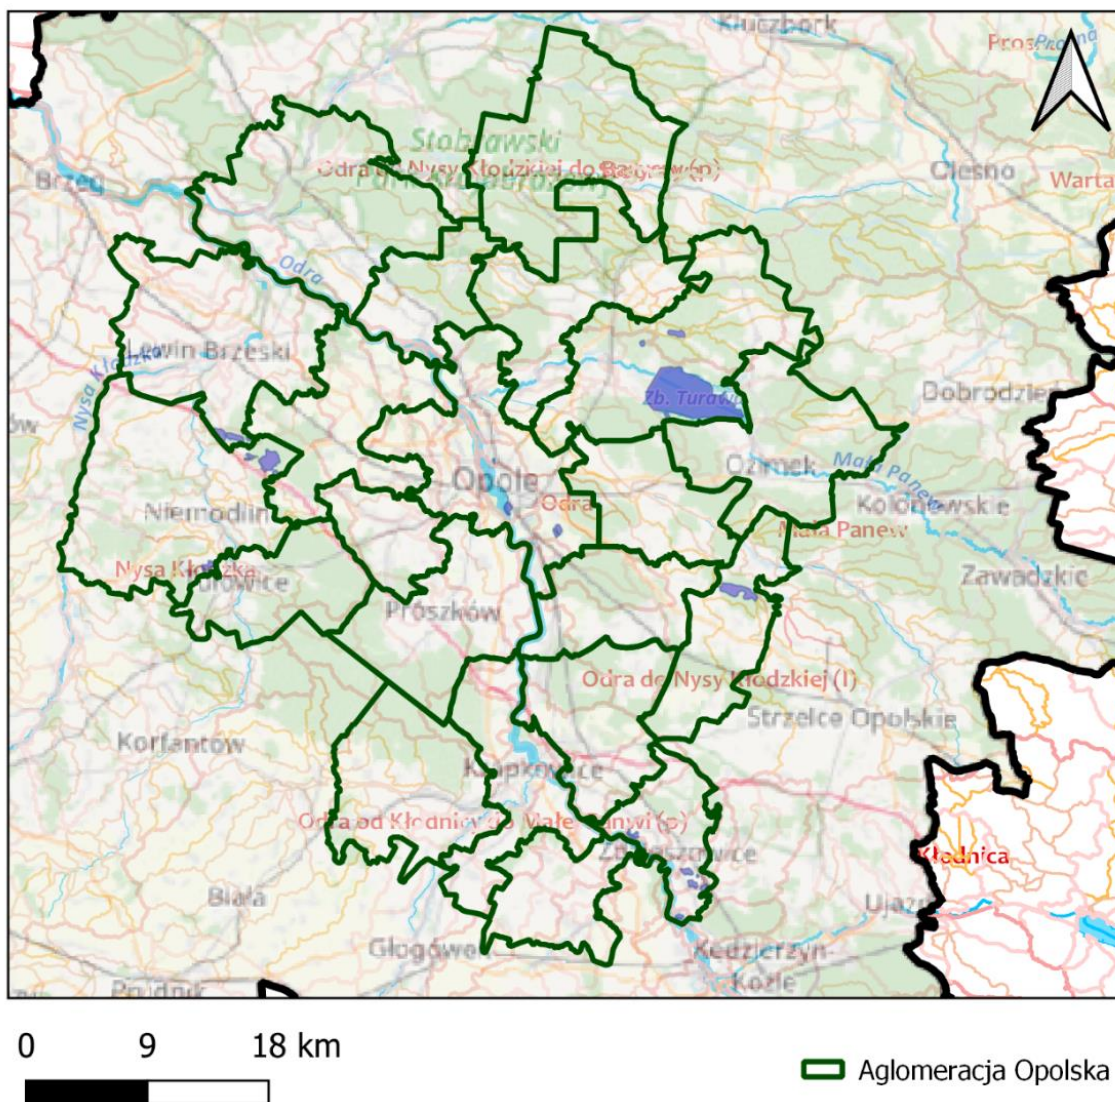 Kluczbork
Prosna
Stobrawski
Odra do Nysy Kłodzkiej do
Brzeg
Olesno
Warta
Odra
Lewin Brzeski
Nysa Kłodzka
Dobrodzień
Zb. Turawa
Opole
Ozimek
Mała Panew
Odra
Kolonowskie
Niemodlin
Mała Panew
Nysa Kłodzka
Zawadzkie
Prószków
Odra do Nysy Kłodzkiej (l)
Strzelce Opolskie
Korfantów
Krapkowice
Odra od Kłodnicy do Małej Panwi (p)
Zdzieszowice
Kłodnica
Biała
Ujazd
Głogówek
Kędzierzyn-
Koźle
Prudnik
0 9 18 km
Aglomeracja Opolska